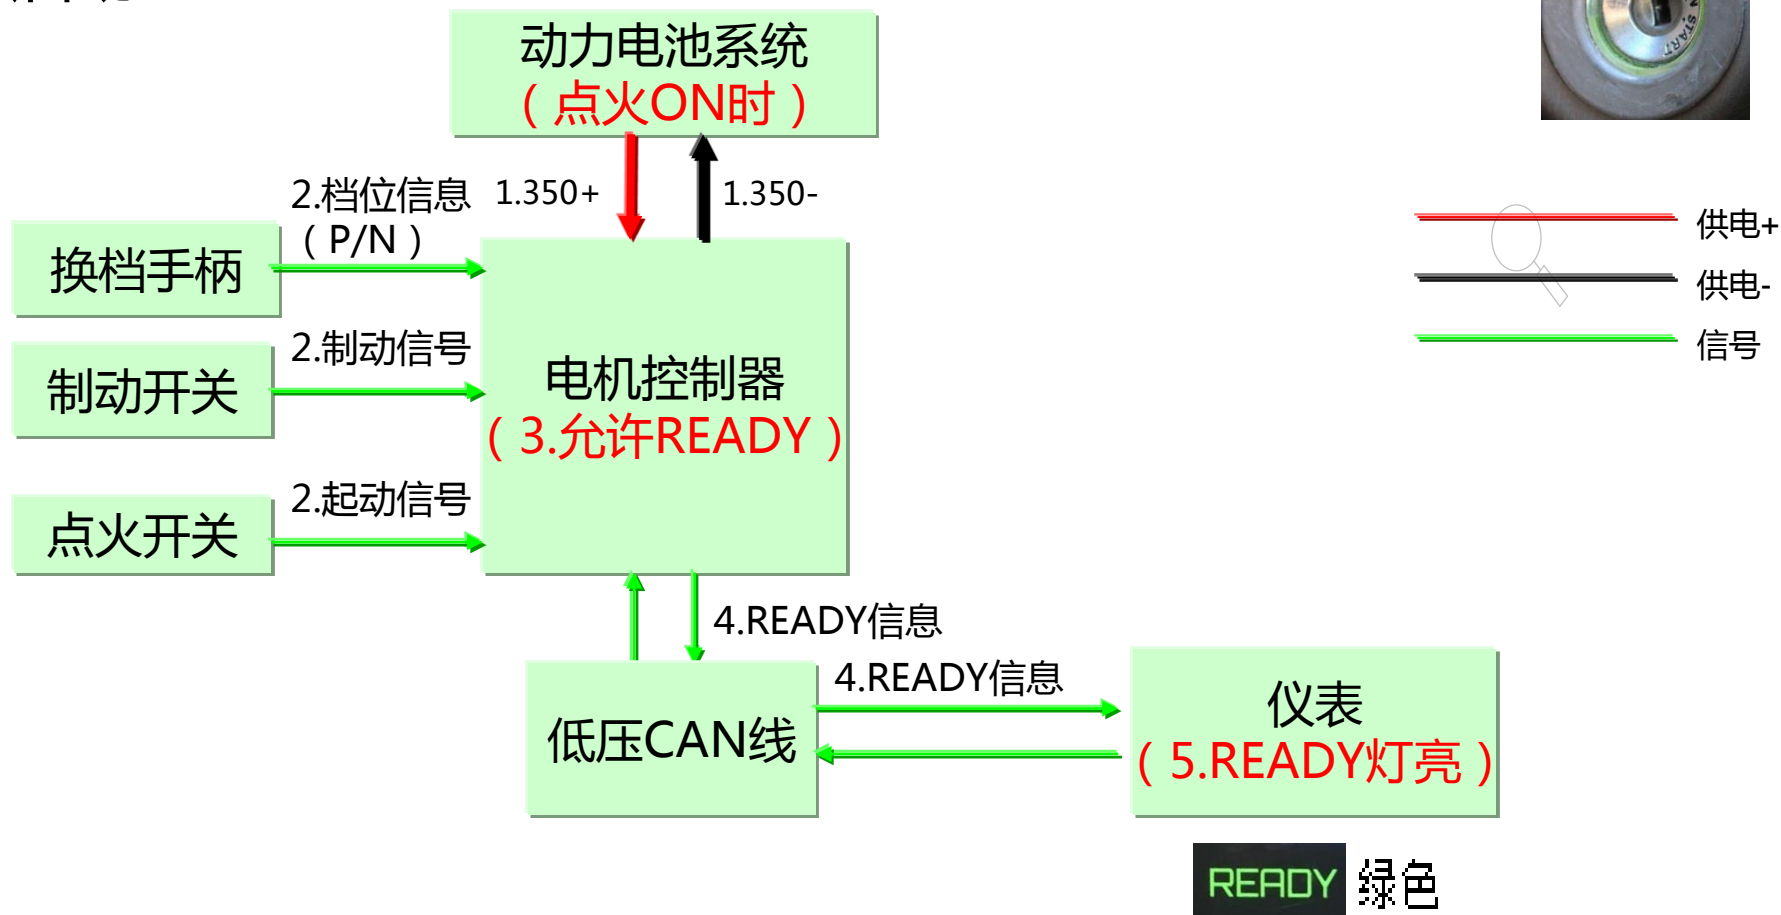 动力电池系统
（点火ON时）
START
2.档位信息
（P/N）
1.350+
1.350-
供电+
供电-
信号
换档手柄
2.制动信号
制动开关
电机控制器
（3.允许READY）
2.起动信号
点火开关
4.READY信息
4.READY信息
低压CAN线
仪表
（5.READY灯亮）
READY
绿色